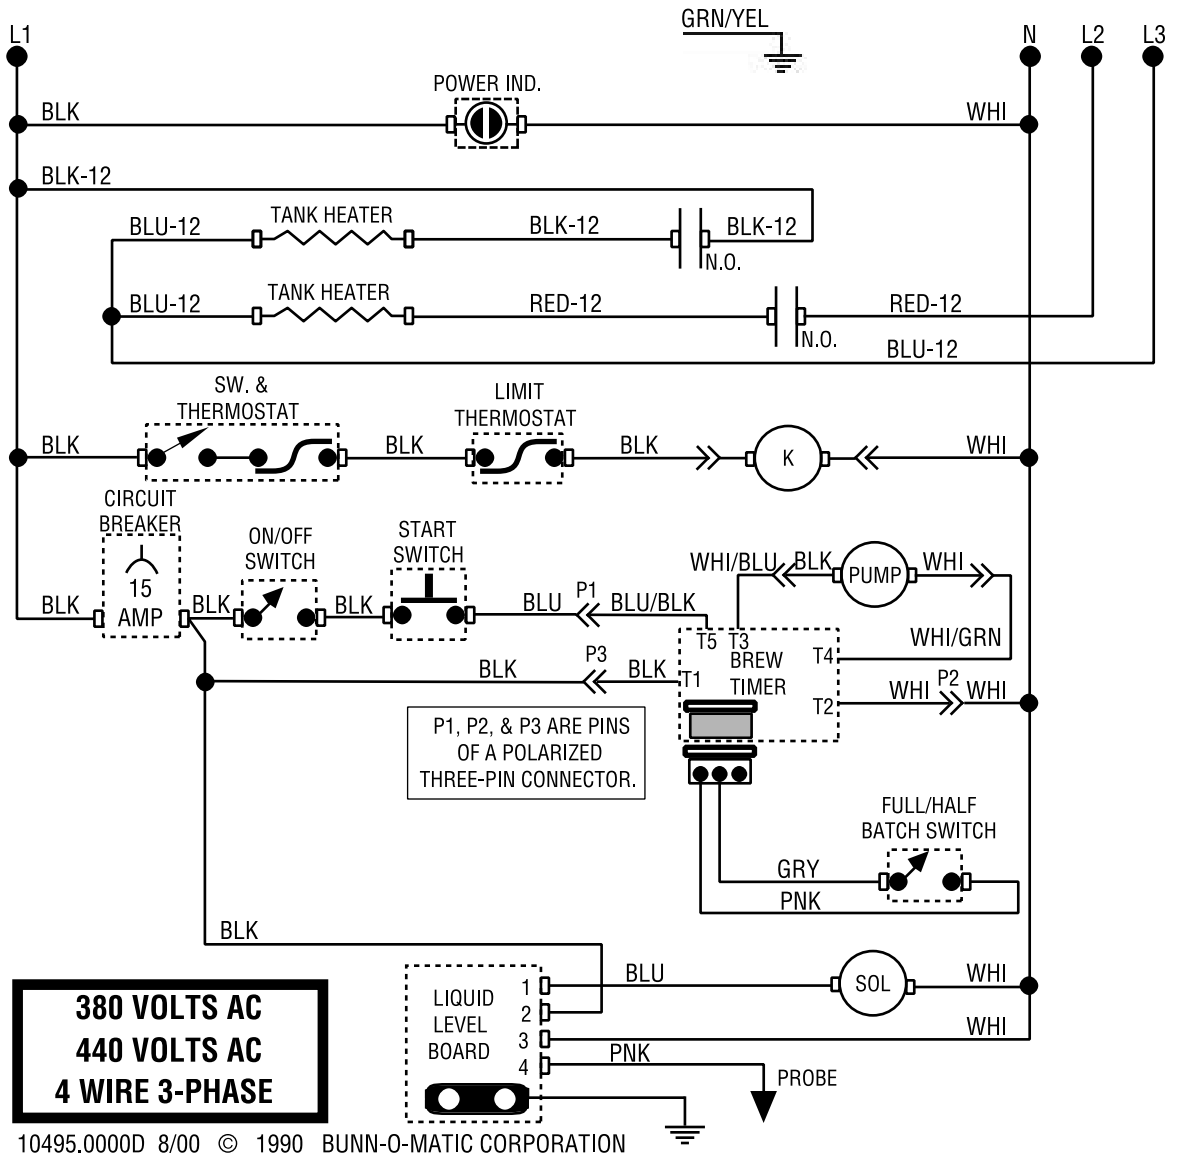 GRN/YEL
L1
N
L2
L3
POWER IND.
BLK
WHI
BLK-12
BLU-12
TANK HEATER
BLK-12
BLK-12
N.O.
BLU-12
TANK HEATER
RED-12
RED-12
N.O.
BLU-12
SW. &
THERMOSTAT
LIMIT
THERMOSTAT
BLK
BLK
BLK
K
WHI
CIRCUIT
BREAKER
15
AMP
ON/OFF
SWITCH
START
SWITCH
BLK
BLK
BLK
BLU
P1
BLU/BLK
WHI/BLU
BLK
PUMP
WHI
WHI/GRN
T5
T3
T4
T1
T2
BREW
TIMER
BLK
P3
BLK
WHI
P2
WHI
P1, P2, & P3 ARE PINS
OF A POLARIZED
THREE-PIN CONNECTOR.
FULL/HALF
BATCH SWITCH
GRY
PNK
BLK
LIQUID
LEVEL
BOARD
1
2
3
4
BLU
SOL
WHI
WHI
PNK
PROBE
380 VOLTS AC
440 VOLTS AC
4 WIRE 3-PHASE
10495.0000D 8/00 © 1990 BUNN-O-MATIC CORPORATION